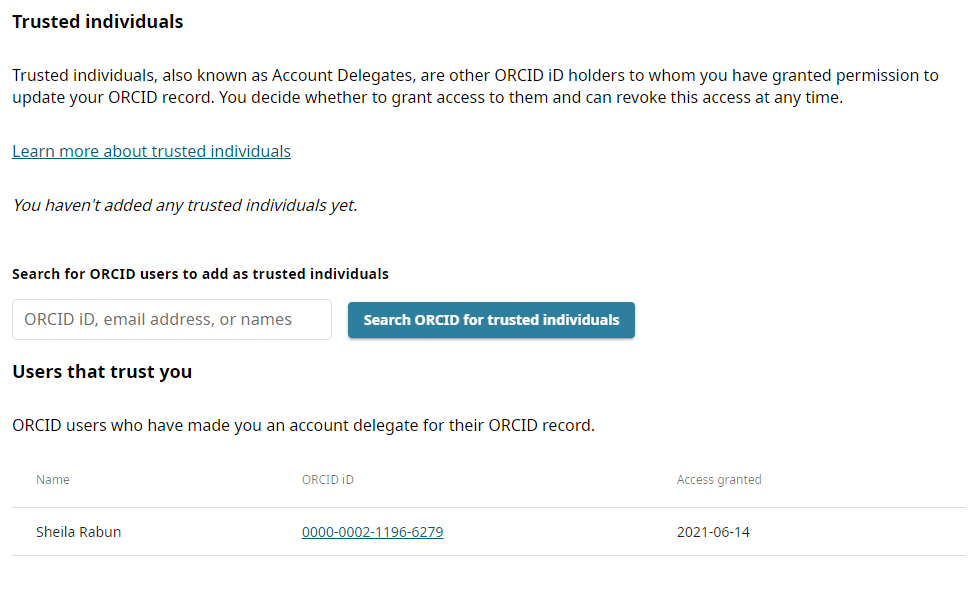 Trusted individuals
Trusted individuals, also known as Account Delegates, are other ORCID iD holders to whom you have granted permission to
update your ORCID record. You decide whether to grant access to them and can revoke this access at any time.
Learn more about trusted individuals
You haven't added any trusted individuals yet.
Search for ORCID users to add as trusted individuals
ORCID iD, email address, or names Search ORCID for trusted individuals
Users that trust you
ORCID users who have made you an account delegate for their ORCID record.
Name ORCID iD Access granted
Sheila Rabun 0000-0002-1196-6279 2021-06-14